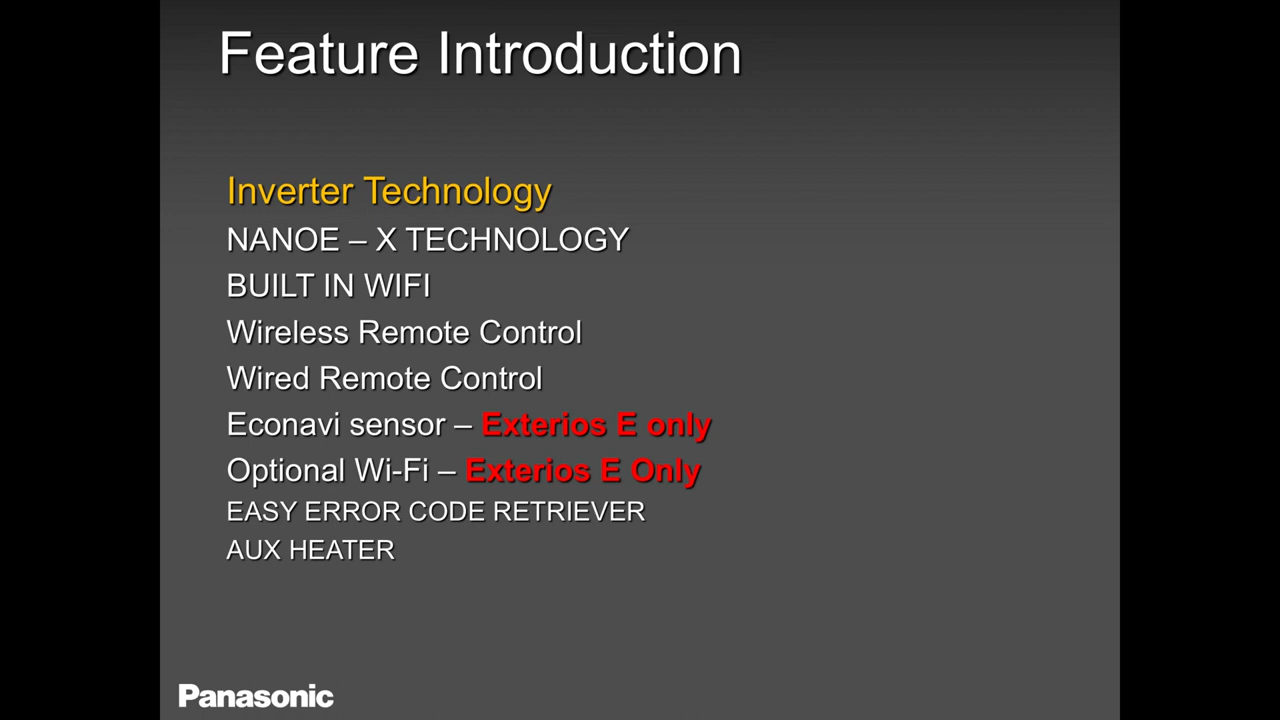 Feature Introduction
Inverter Technology
NANOE – X TECHNOLOGY
BUILT IN WIFI
Wireless Remote Control
Wired Remote Control
Econavi sensor – Exterios E only
Optional Wi-Fi – Exterios E Only
EASY ERROR CODE RETRIEVER
AUX HEATER
Panasonic